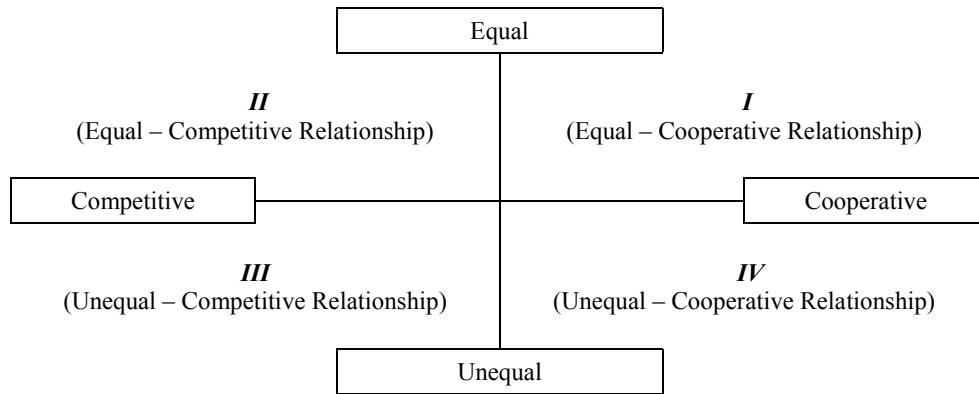 Equal
II
(Equal – Competitive Relationship)
I
(Equal – Cooperative Relationship)
Competitive
Cooperative
III
(Unequal – Competitive Relationship)
IV
(Unequal – Cooperative Relationship)
Unequal